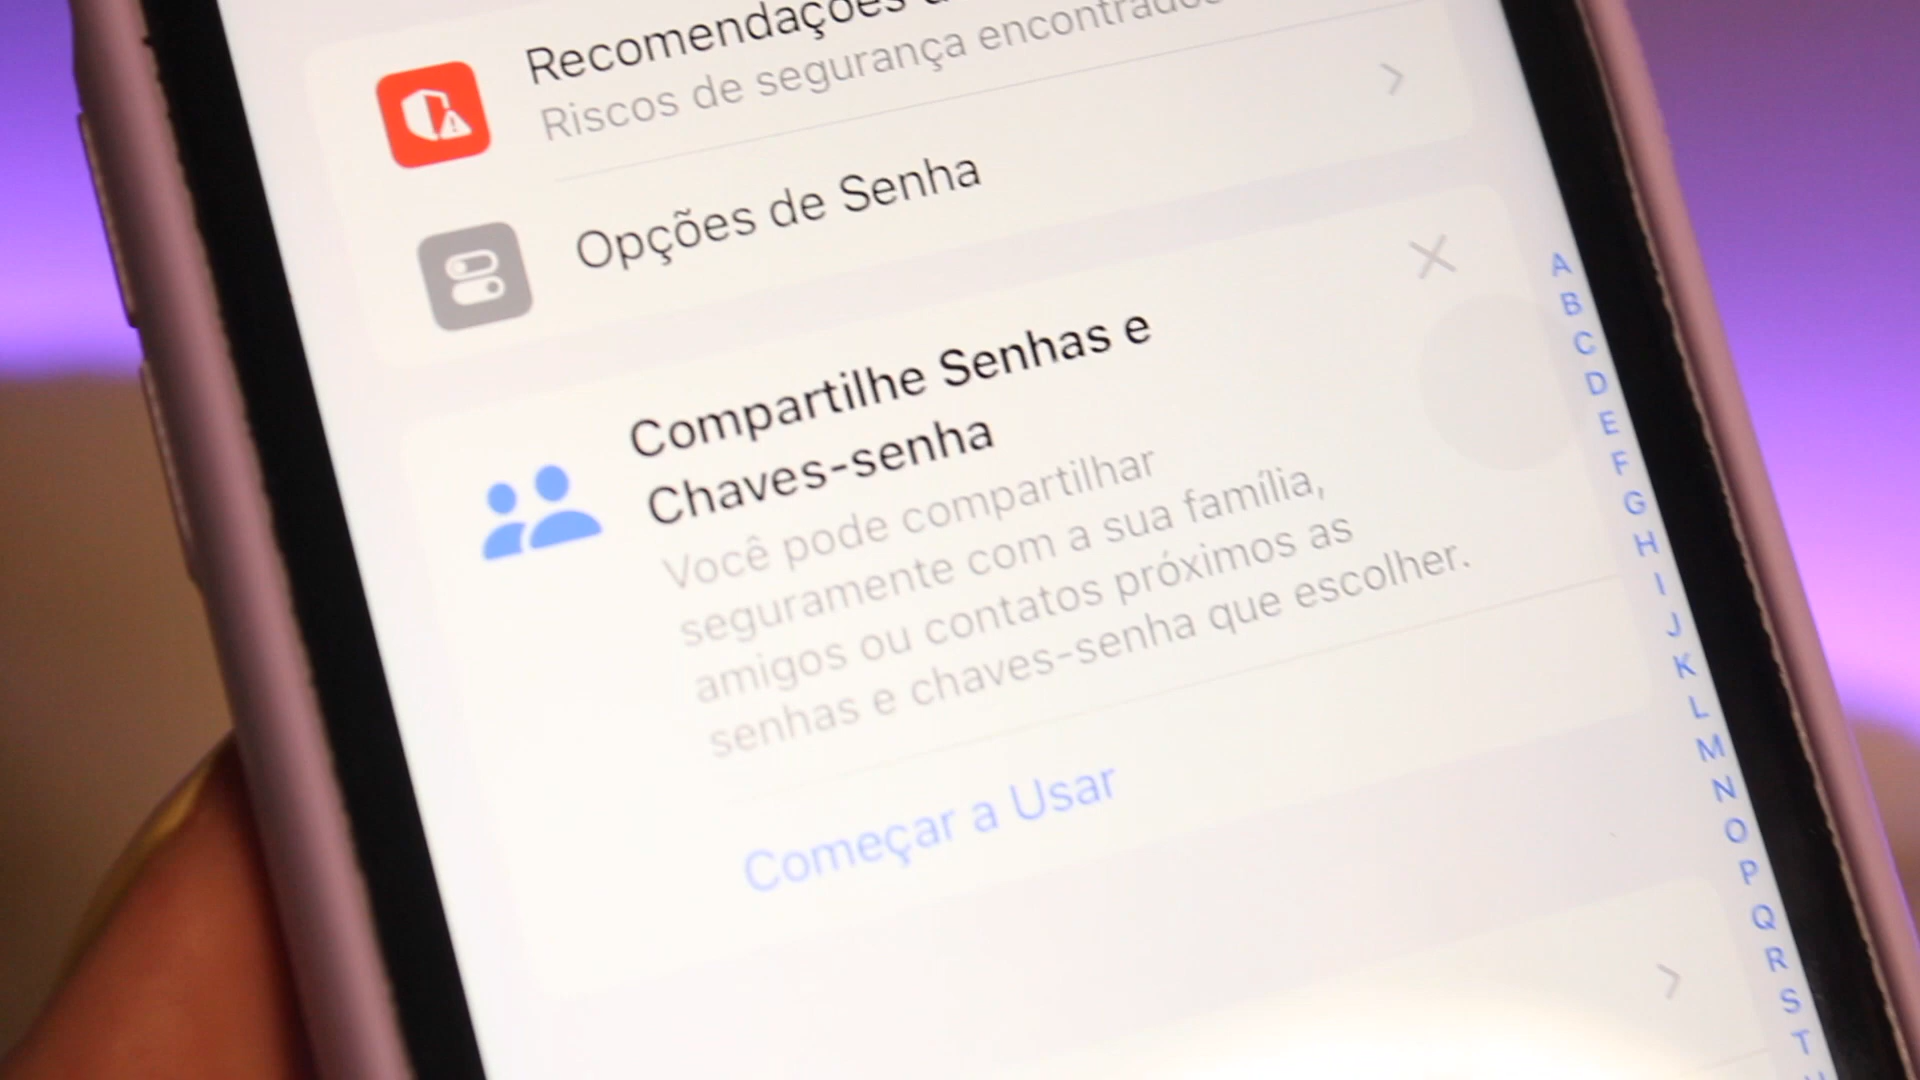 Recomendações
Riscos de segurança encontrados
Opções de Senha
Compartilhe Senhas e
Chaves-senha
Você pode compartilhar
seguramente com a sua família,
amigos ou contatos próximos as
senhas e chaves-senha que escolher.
Começar a Usar
A
B
C
D
E
F
G
H
I
J
K
L
M
N
O
P
Q
R
S
T